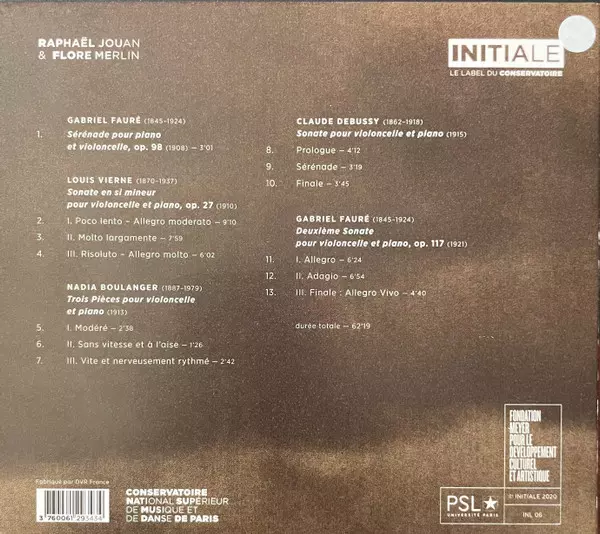 RAPHAËL JOUAN
& FLORE MERLIN
INITIALE
LE LABEL DU CONSERVATOIRE
GABRIEL FAURÉ (1845-1924)
1. Sérénade pour piano
et violoncelle, op. 98 (1908) – 3'01
LOUIS VIERNE (1870-1937)
Sonate en si mineur
pour violoncelle et piano, op. 27 (1910)
2. I. Poco lento – Allegro moderato – 9'10
3. II. Molto largamente – 7'59
4. III. Risoluto – Allegro molto – 6'02
NADIA BOULANGER (1887-1979)
Trois Pièces pour violoncelle
et piano (1913)
5. I. Modéré – 2'38
6. II. Sans vitesse et à l'aise – 1'26
7. III. Vite et nerveusement rythmé – 2'42
CLAUDE DEBUSSY (1862-1918)
Sonate pour violoncelle et piano (1915)
8. Prologue – 4'12
9. Sérénade – 3'19
10. Finale – 3'45
GABRIEL FAURÉ (1845-1924)
Deuxième Sonate
pour violoncelle et piano, op. 117 (1921)
11. I. Allegro – 6'24
12. II. Adagio – 6'54
13. III. Finale : Allegro Vivo – 4'40
durée totale – 62'19
Fabriqué par DVR France
3 760061 293434
CONSERVATOIRE
NATIONAL SUPÉRIEUR
DE MUSIQUE ET
DE DANSE DE PARIS
PSL★
UNIVERSITÉ PARIS
FONDATION
MEYER
POUR LE
DÉVELOPPEMENT
CULTUREL
ET ARTISTIQUE
℗ INITIALE 2020
INL 06